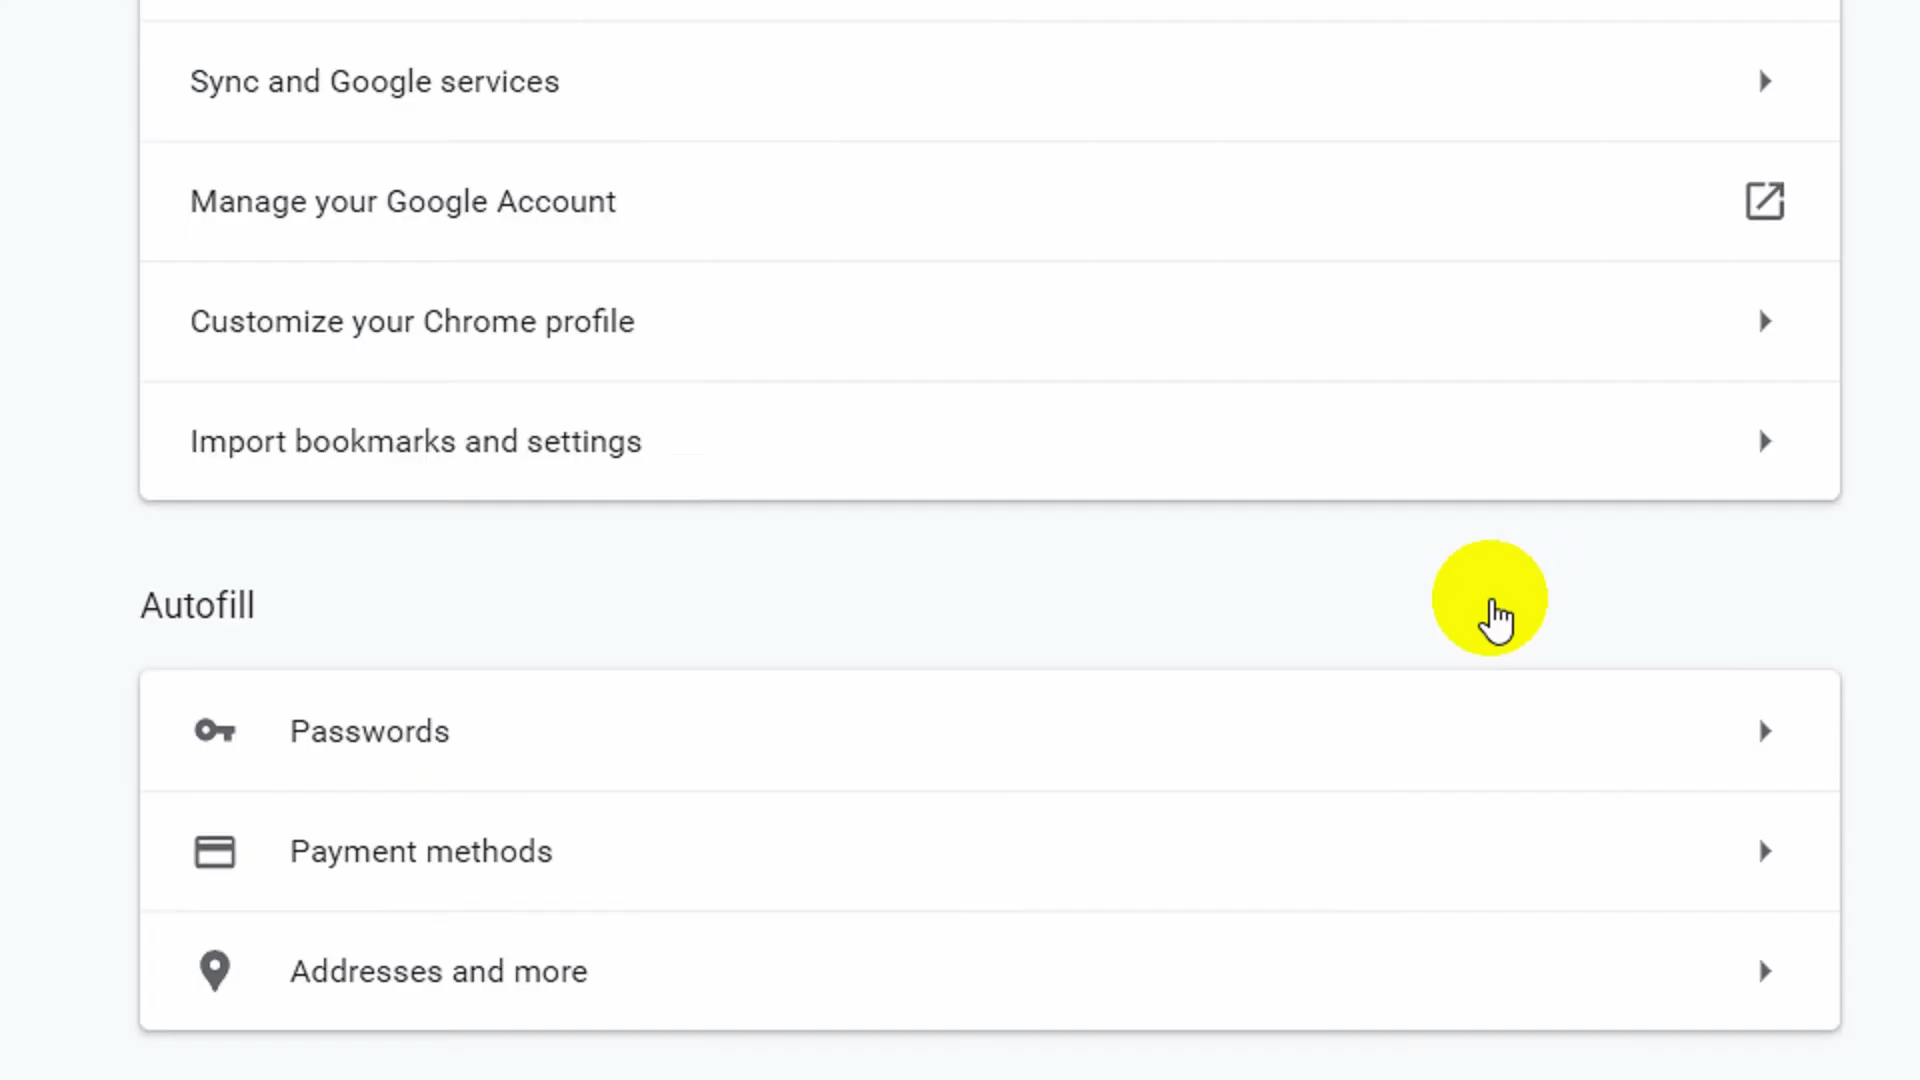 Sync and Google services
Manage your Google Account
Customize your Chrome profile
Import bookmarks and settings
Autofill
Passwords
Payment methods
Addresses and more